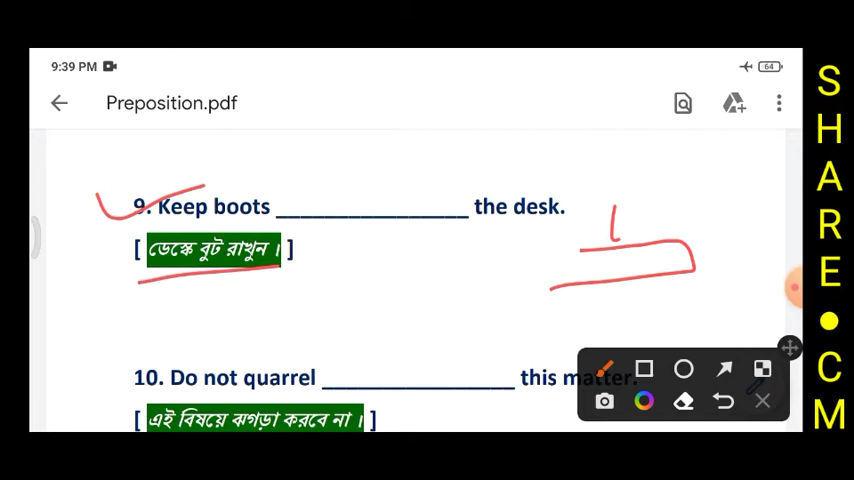 9:39 PM
64
Preposition.pdf
9. Keep boots ________________ the desk.
[ ডেস্কে বুট রাখুন । ]
10. Do not quarrel ________________ this matter.
[ এই বিষয়ে ঝগড়া করবে না । ]
SHARE • CM